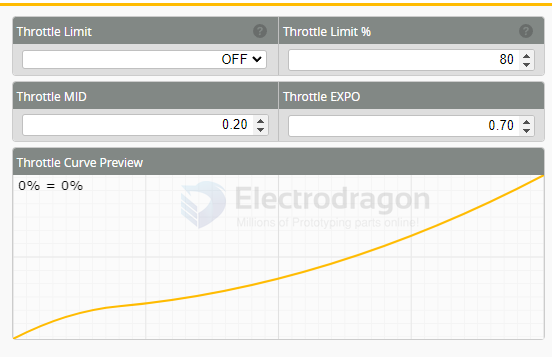 Throttle Limit ?
Throttle Limit % ?
OFF
80
Throttle MID
Throttle EXPO
0.20
0.70
Throttle Curve Preview
0% = 0%
Electrodragon
Millions of Prototyping parts online!